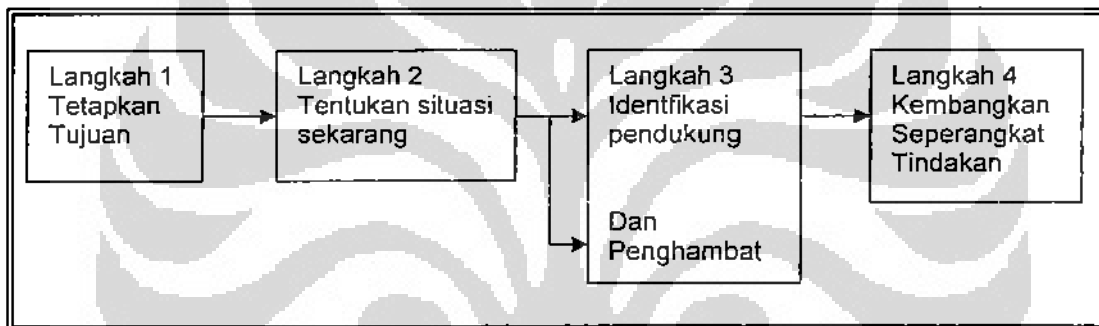 Langkah 1
Tetapkan
Tujuan
Langkah 2
Tentukan situasi
sekarang
Langkah 3
Identfikasi
pendukung
Dan
Penghambat
Langkah 4
Kembangkan
Seperangkat
Tindakan